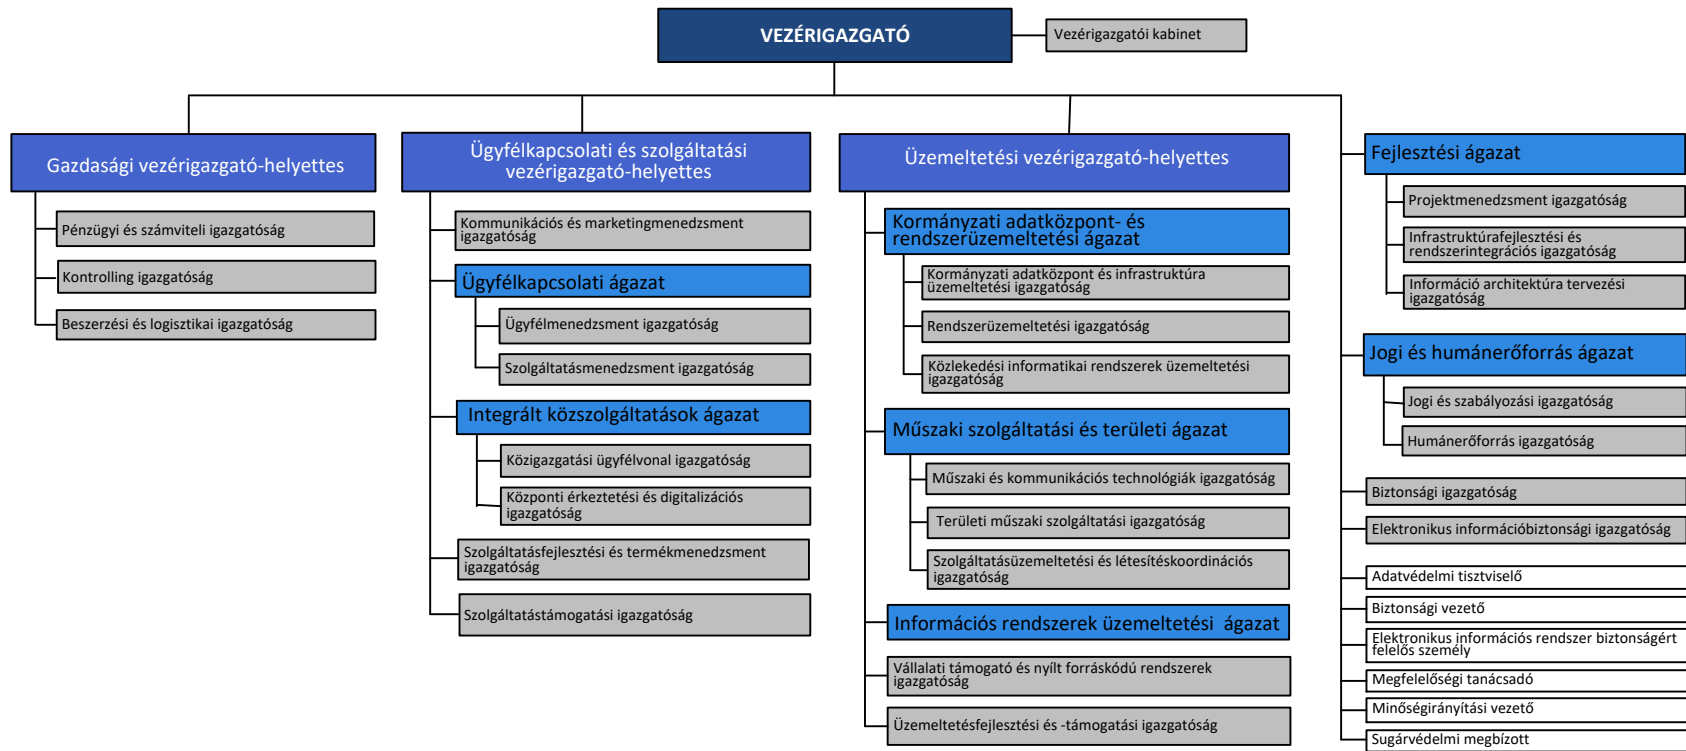 VEZÉRIGAZGATÓ
Vezérigazgatói kabinet
Gazdasági vezérigazgató-helyettes
Pénzügyi és számviteli igazgatóság
Kontrolling igazgatóság
Beszerzési és logisztikai igazgatóság
Ügyfélkapcsolati és szolgáltatási
vezérigazgató-helyettes
Kommunikációs és marketingmenedzsment
igazgatóság
Ügyfélkapcsolati ágazat
Ügyfélmenedzsment igazgatóság
Szolgáltatásmenedzsment igazgatóság
Integrált közszolgáltatások ágazat
Közigazgatási ügyfélvonal igazgatóság
Központi érkeztetési és digitalizációs
igazgatóság
Szolgáltatásfejlesztési és termékmenedzsment
igazgatóság
Szolgáltatástámogatási igazgatóság
Üzemeltetési vezérigazgató-helyettes
Kormányzati adatközpont- és
rendszerüzemeltetési ágazat
Kormányzati adatközpont és infrastruktúra
üzemeltetési igazgatóság
Rendszerüzemeltetési igazgatóság
Közlekedési informatikai rendszerek üzemeltetési
igazgatóság
Műszaki szolgáltatási és területi ágazat
Műszaki és kommunikációs technológiák igazgatóság
Területi műszaki szolgáltatási igazgatóság
Szolgáltatásüzemeltetési és létesítéskoordinációs
igazgatóság
Információs rendszerek üzemeltetési ágazat
Vállalati támogató és nyílt forráskódú rendszerek
igazgatóság
Üzemeltetésfejlesztési és -támogatási igazgatóság
Fejlesztési ágazat
Projektmenedzsment igazgatóság
Infrastruktúrafejlesztési és
rendszerintegrációs igazgatóság
Információ architektúra tervezési
igazgatóság
Jogi és humánerőforrás ágazat
Jogi és szabályozási igazgatóság
Humánerőforrás igazgatóság
Biztonsági igazgatóság
Elektronikus információbiztonsági igazgatóság
Adatvédelmi tisztviselő
Biztonsági vezető
Elektronikus információs rendszer biztonságért
felelős személy
Megfelelőségi tanácsadó
Minőségirányítási vezető
Sugárvédelmi megbízott